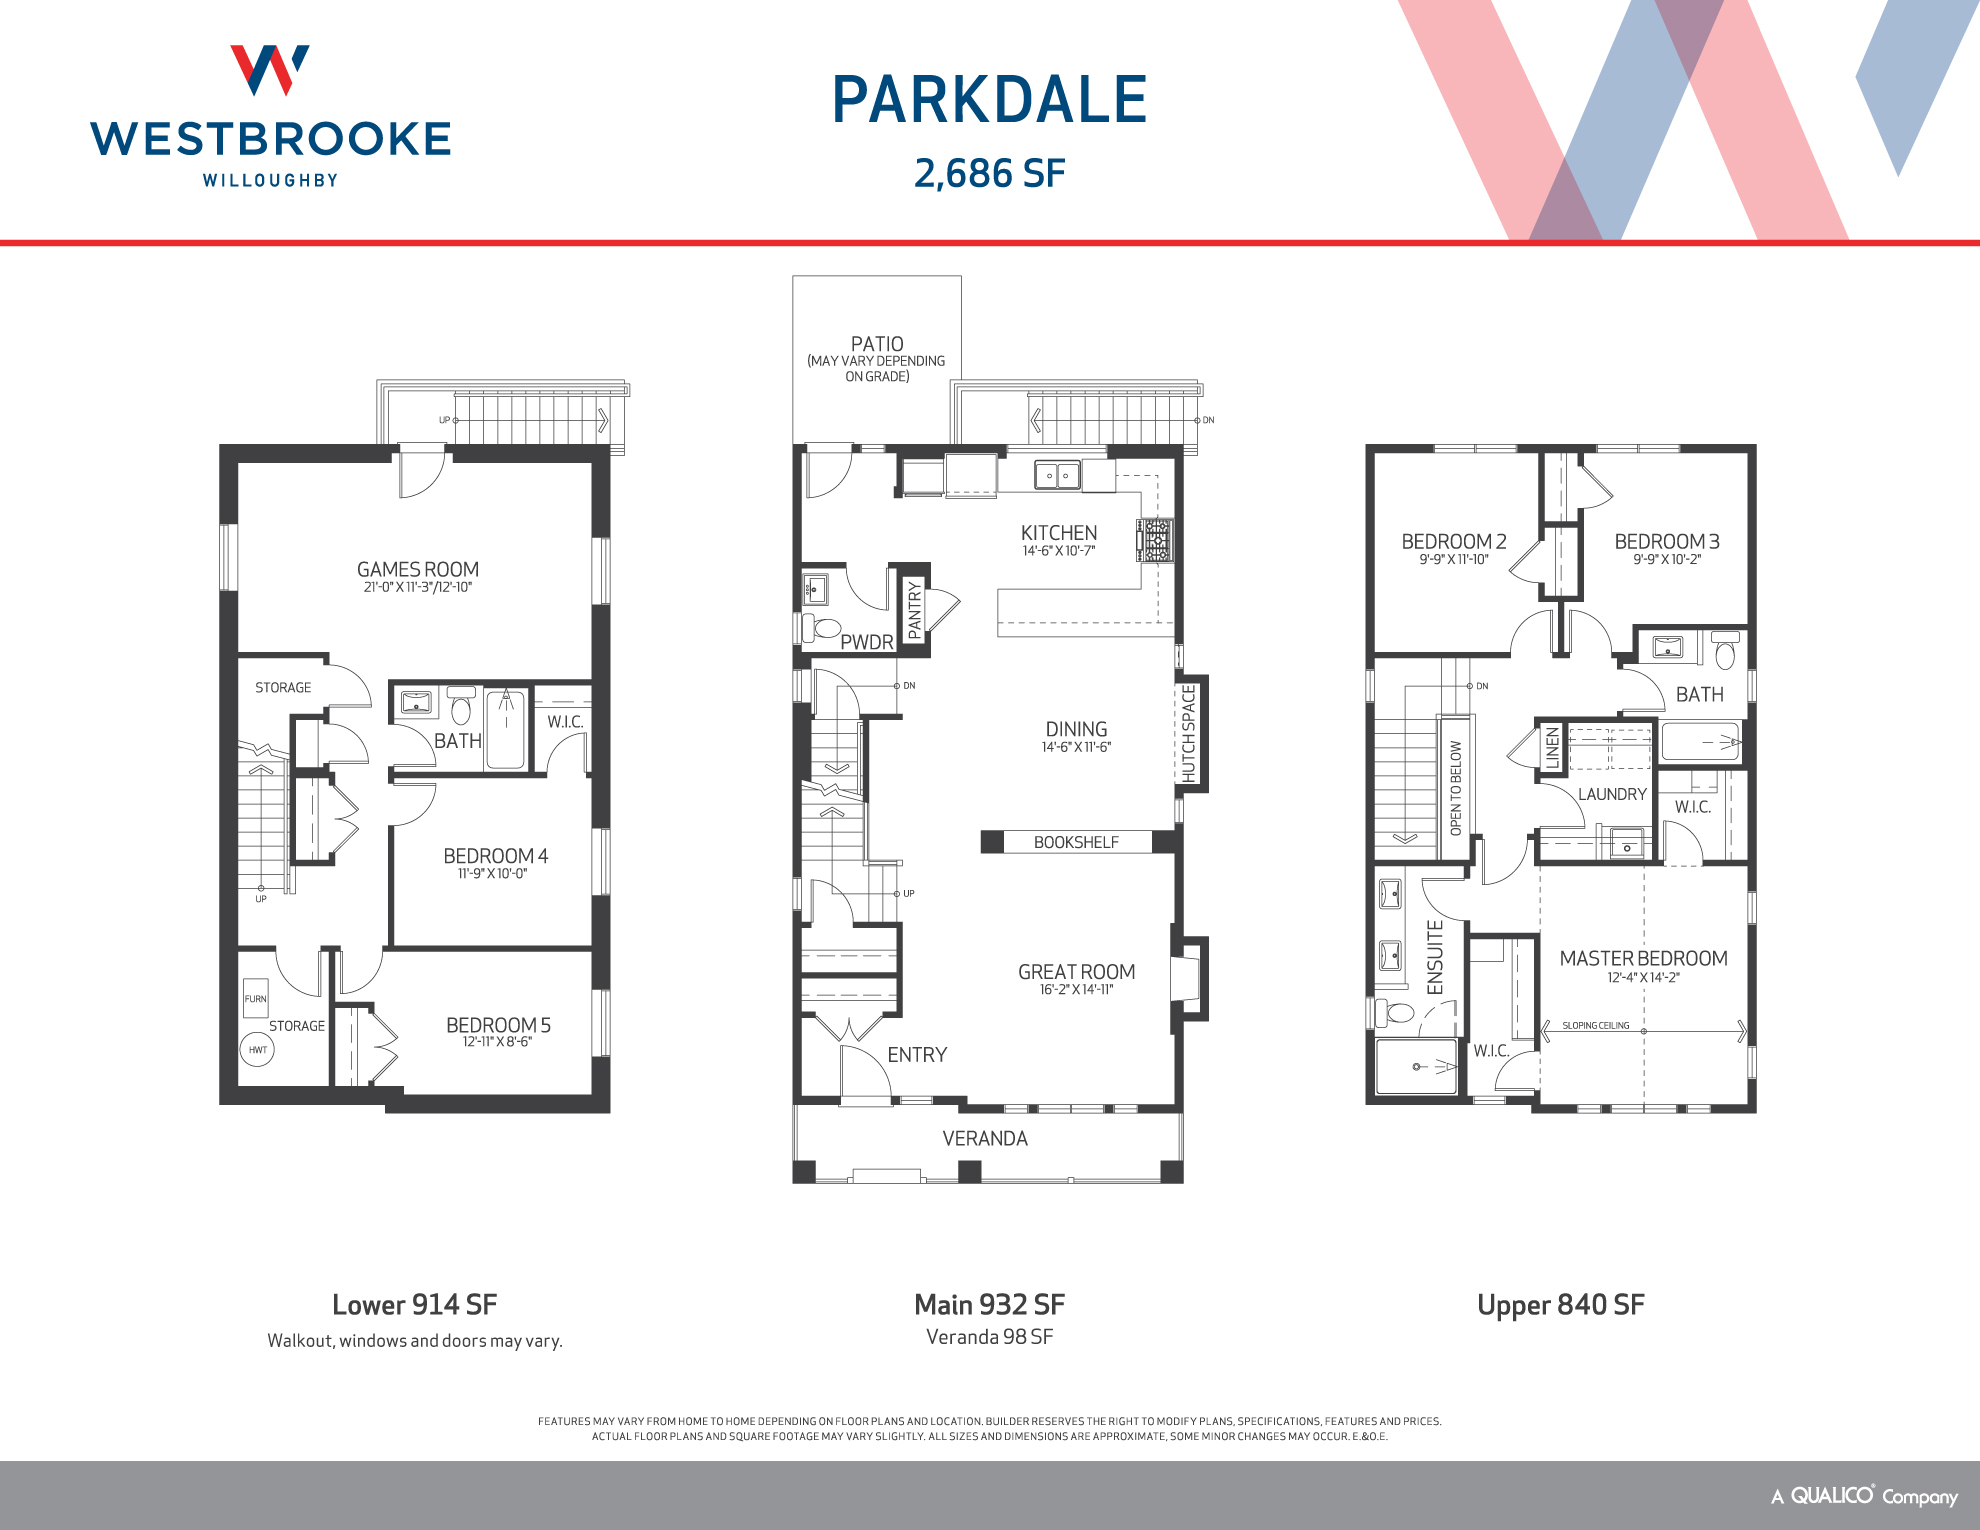 WESTBROOKE
WILLOUGHBY
PARKDALE
2,686 SF
UP
GAMES ROOM
21'-0" X 11'-3"/12'-10"
STORAGE
BATH
W.I.C.
BEDROOM 4
11'-9" X 10'-0"
UP
FURN
STORAGE
HWT
BEDROOM 5
12'-11" X 8'-6"
Lower 914 SF
Walkout, windows and doors may vary.
PATIO
(MAY VARY DEPENDING
ON GRADE)
DN
KITCHEN
14'-6" X 10'-7"
PANTRY
PWDR
DN
DINING
14'-6" X 11'-6"
HUTCH SPACE
BOOKSHELF
UP
GREAT ROOM
16'-2" X 14'-11"
ENTRY
VERANDA
Main 932 SF
Veranda 98 SF
BEDROOM 2
9'-9" X 11'-10"
BEDROOM 3
9'-9" X 10'-2"
DN
BATH
OPEN TO BELOW
LINEN
LAUNDRY
W.I.C.
ENSUITE
MASTER BEDROOM
12'-4" X 14'-2"
SLOPING CEILING
W.I.C.
Upper 840 SF
FEATURES MAY VARY FROM HOME TO HOME DEPENDING ON FLOOR PLANS AND LOCATION. BUILDER RESERVES THE RIGHT TO MODIFY PLANS, SPECIFICATIONS, FEATURES AND PRICES.
ACTUAL FLOOR PLANS AND SQUARE FOOTAGE MAY VARY SLIGHTLY. ALL SIZES AND DIMENSIONS ARE APPROXIMATE, SOME MINOR CHANGES MAY OCCUR. E.&O.E.
A QUALICO® Company